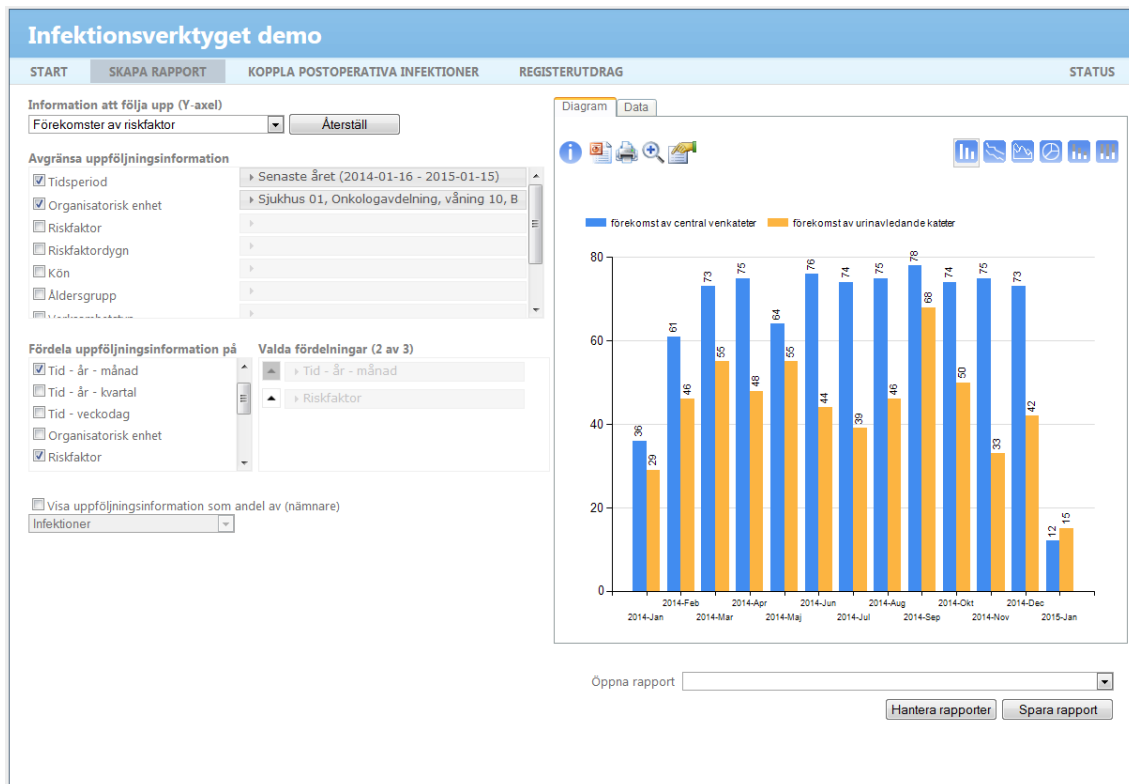 Infektionsverktyget demo
START SKAPA RAPPORT KOPPLA POSTOPERATIVA INFEKTIONER REGISTERUTDRAG STATUS
Information att följa upp (Y-axel)
Förekomster av riskfaktor Återställ
Avgränsa uppföljningsinformation
Tidsperiod Senaste året (2014-01-16 - 2015-01-15)
Organisatorisk enhet Sjukhus 01, Onkologavdelning, våning 10, B
Riskfaktor
Riskfaktordygn
Kön
Åldersgrupp
Fördela uppföljningsinformation på Valda fördelningar (2 av 3)
Tid - år - månad
Tid - år - kvartal
Tid - veckodag
Organisatorisk enhet
Riskfaktor
Tid - år - månad
Riskfaktor
Visa uppföljningsinformation som andel av (nämnare)
Infektioner
Diagram Data
förekomst av central venkateter förekomst av urinavledande kateter
80
60
40
20
0
36 29
61 46
73 55
75 48
64 55
76 44
74 39
75 46
78 68
74 50
75 33
73 42
12 15
2014-Feb 2014-Apr 2014-Jun 2014-Aug 2014-Okt 2014-Dec
2014-Jan 2014-Mar 2014-Maj 2014-Jul 2014-Sep 2014-Nov 2015-Jan
Öppna rapport
Hantera rapporter Spara rapport